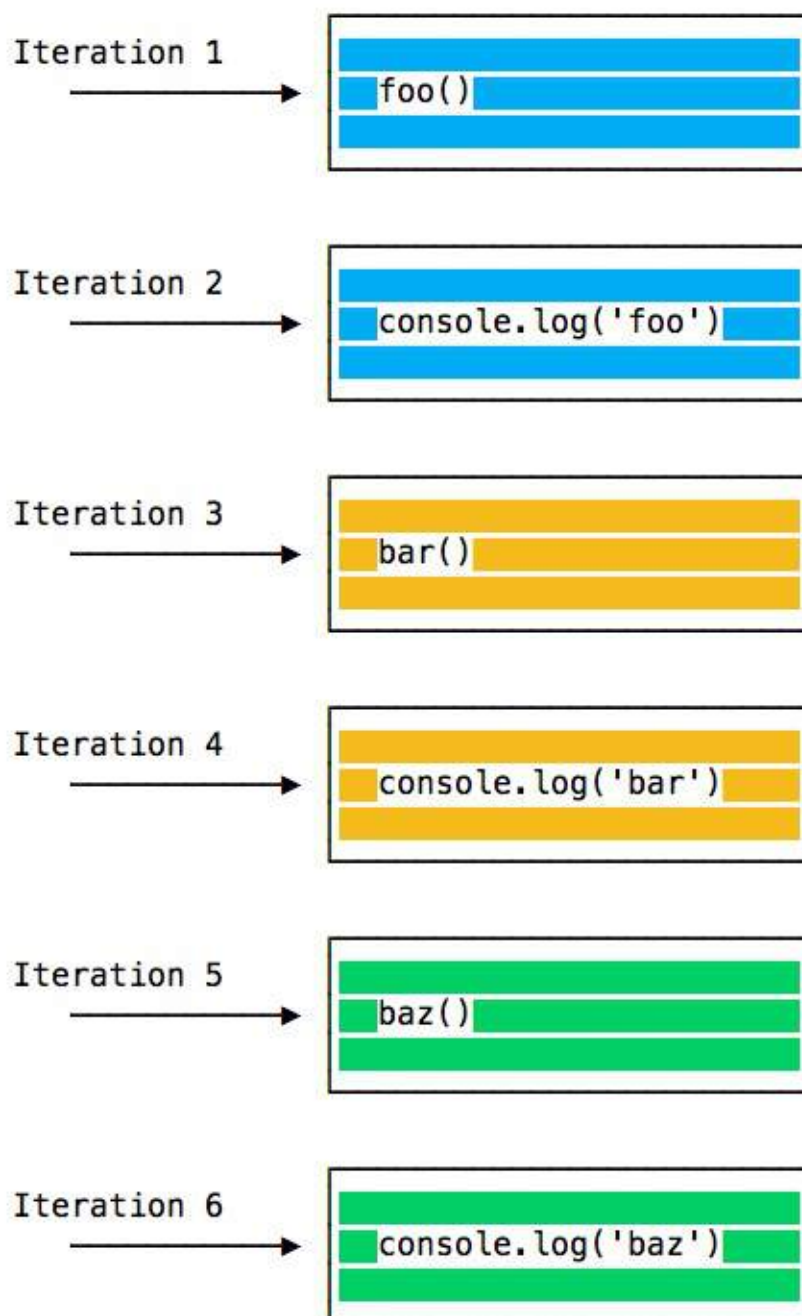 Iteration 1
foo()
Iteration 2
console.log('foo')
Iteration 3
bar()
Iteration 4
console.log('bar')
Iteration 5
baz()
Iteration 6
console.log('baz')